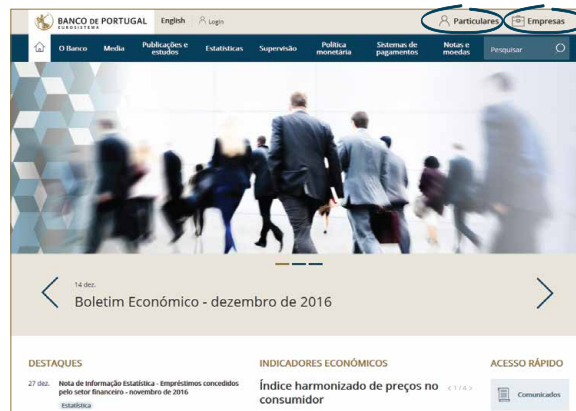 BANCO DE PORTUGAL
EUROSISTEMA
English
Login
Particulares
Empresas
O Banco
Media
Publicações e
estudos
Estatísticas
Supervisão
Política
monetária
Sistemas de
pagamentos
Notas e
moedas
Pesquisar
14 dez.
Boletim Económico - dezembro de 2016
DESTAQUES
27 dez.
Nota de Informação Estatística - Empréstimos concedidos
pelo setor financeiro - novembro de 2016
Estatística
INDICADORES ECONÓMICOS
Índice harmonizado de preços no
consumidor
< 1 / 4 >
ACESSO RÁPIDO
Comunicados